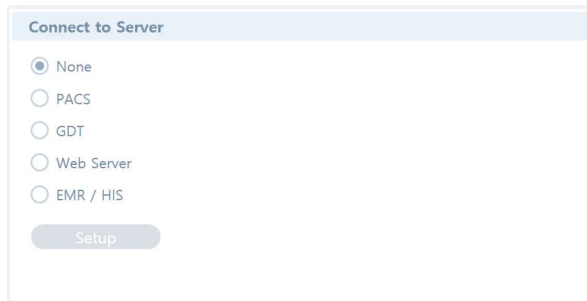 Connect to Server
None
PACS
GDT
Web Server
EMR / HIS
Setup